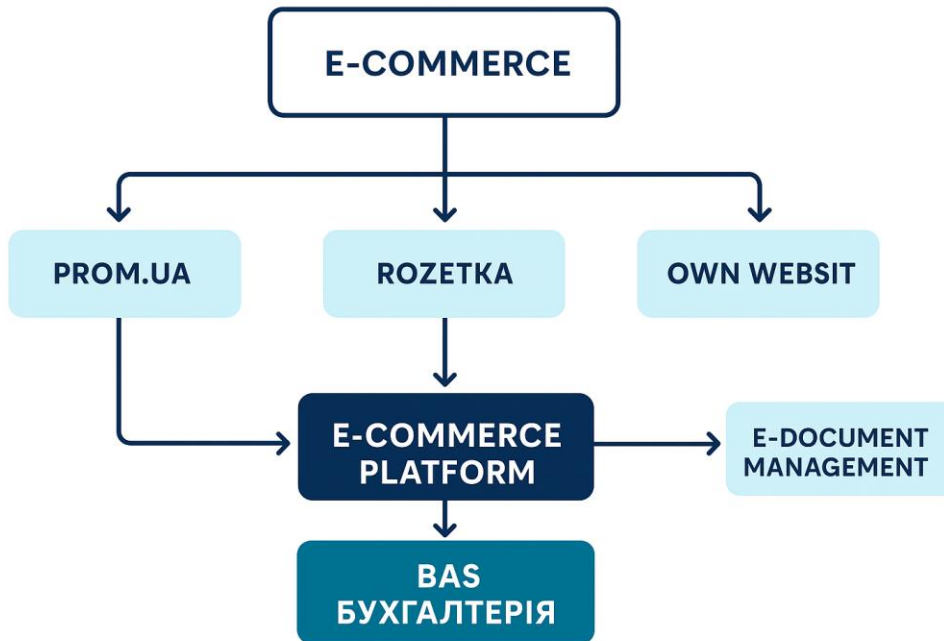 E-COMMERCE
PROM.UA
ROZETKA
OWN WEBSIT
E-COMMERCE
PLATFORM
E-DOCUMENT
MANAGEMENT
BAS
БУХГАЛТЕРІЯ